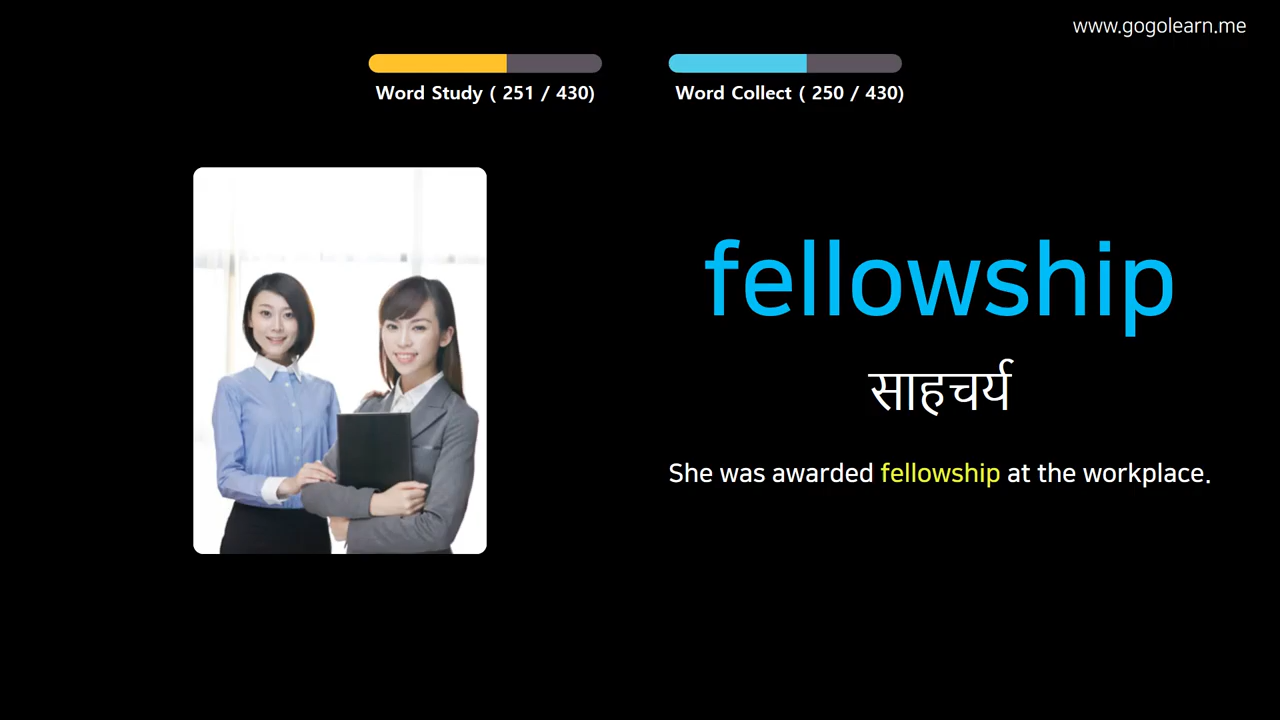 www.gogolearn.me
Word Study ( 251 / 430)
Word Collect ( 250 / 430)
fellowship
साहचर्य
She was awarded fellowship at the workplace.